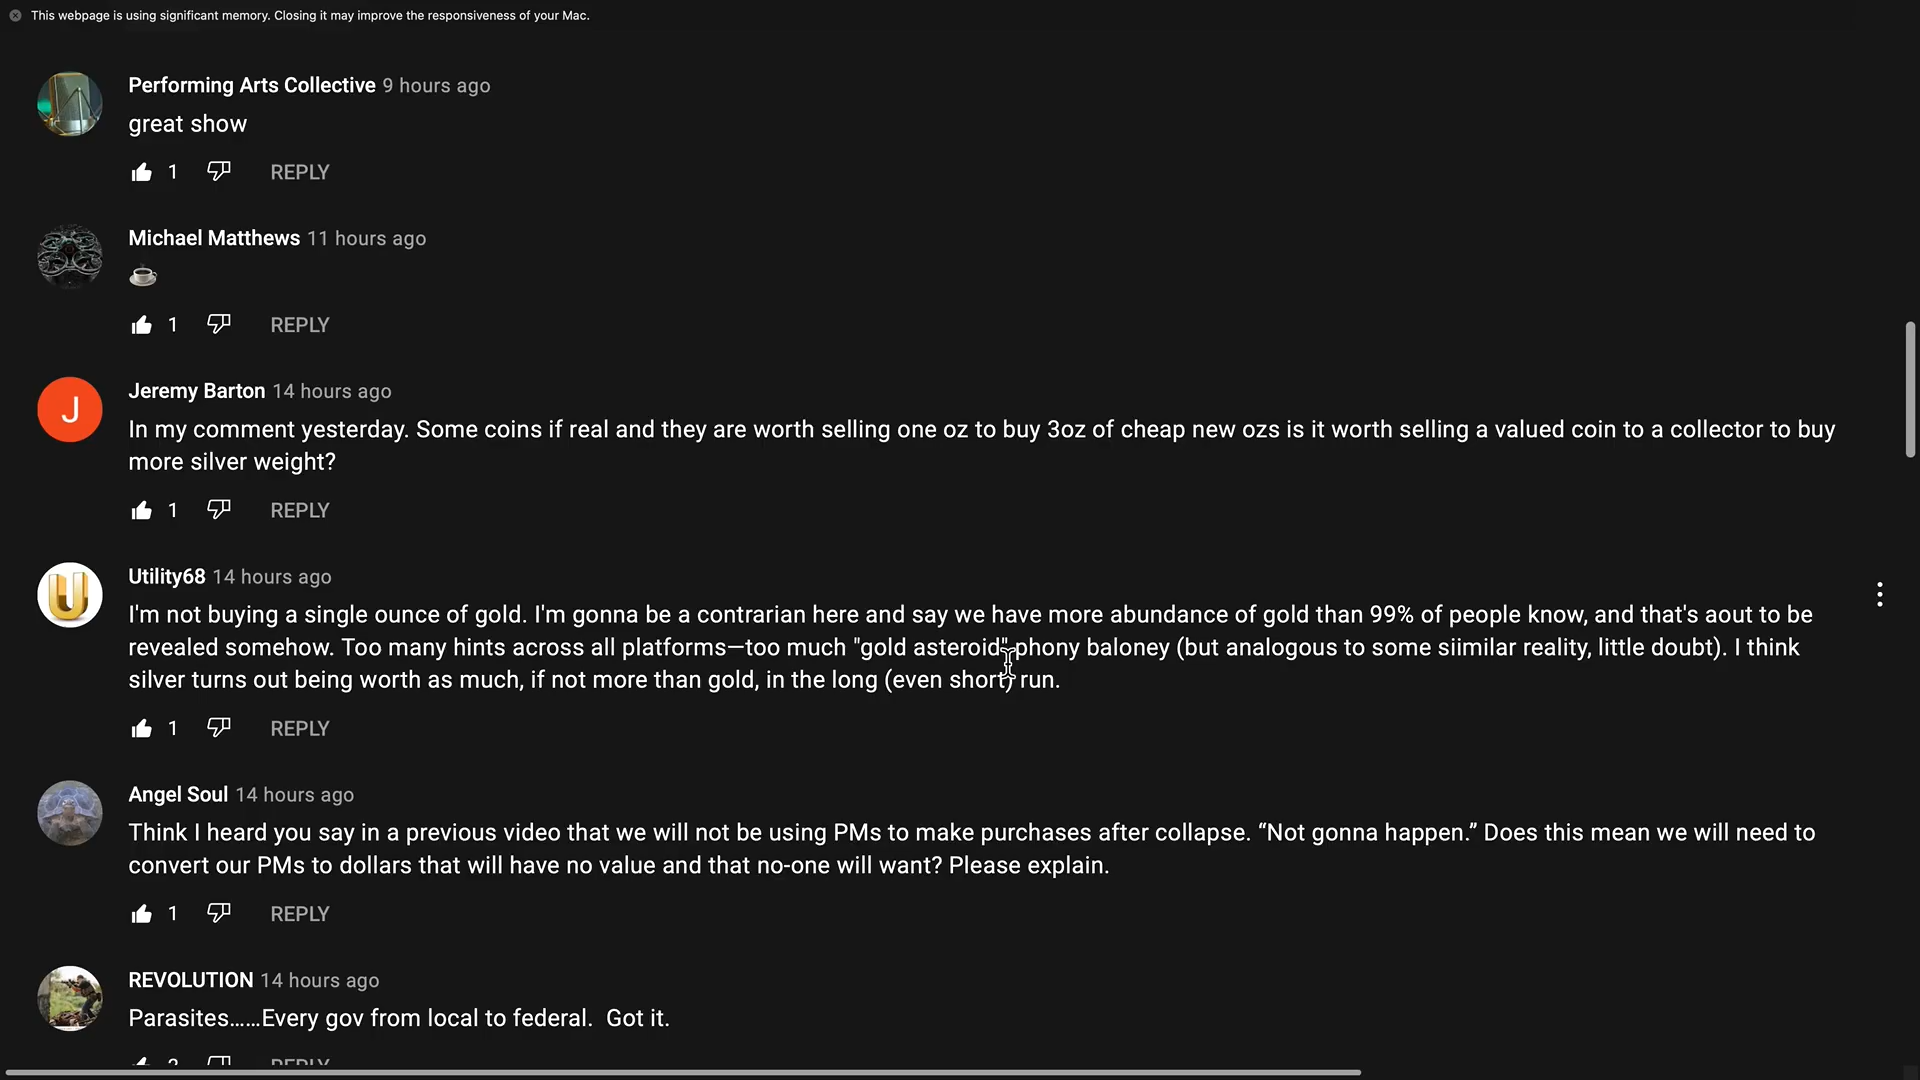 This webpage is using significant memory. Closing it may improve the responsiveness of your Mac.
Performing Arts Collective 9 hours ago
great show
1 REPLY
Michael Matthews 11 hours ago
☕
1 REPLY
J
Jeremy Barton 14 hours ago
In my comment yesterday. Some coins if real and they are worth selling one oz to buy 3oz of cheap new ozs is it worth selling a valued coin to a collector to buy
more silver weight?
1 REPLY
U
Utility68 14 hours ago
I'm not buying a single ounce of gold. I'm gonna be a contrarian here and say we have more abundance of gold than 99% of people know, and that's aout to be
revealed somehow. Too many hints across all platforms—too much "gold asteroid" phony baloney (but analogous to some siimilar reality, little doubt). I think
silver turns out being worth as much, if not more than gold, in the long (even short) run.
1 REPLY
Angel Soul 14 hours ago
Think I heard you say in a previous video that we will not be using PMs to make purchases after collapse. “Not gonna happen.” Does this mean we will need to
convert our PMs to dollars that will have no value and that no-one will want? Please explain.
1 REPLY
REVOLUTION 14 hours ago
Parasites……Every gov from local to federal.  Got it.
2 REPLY